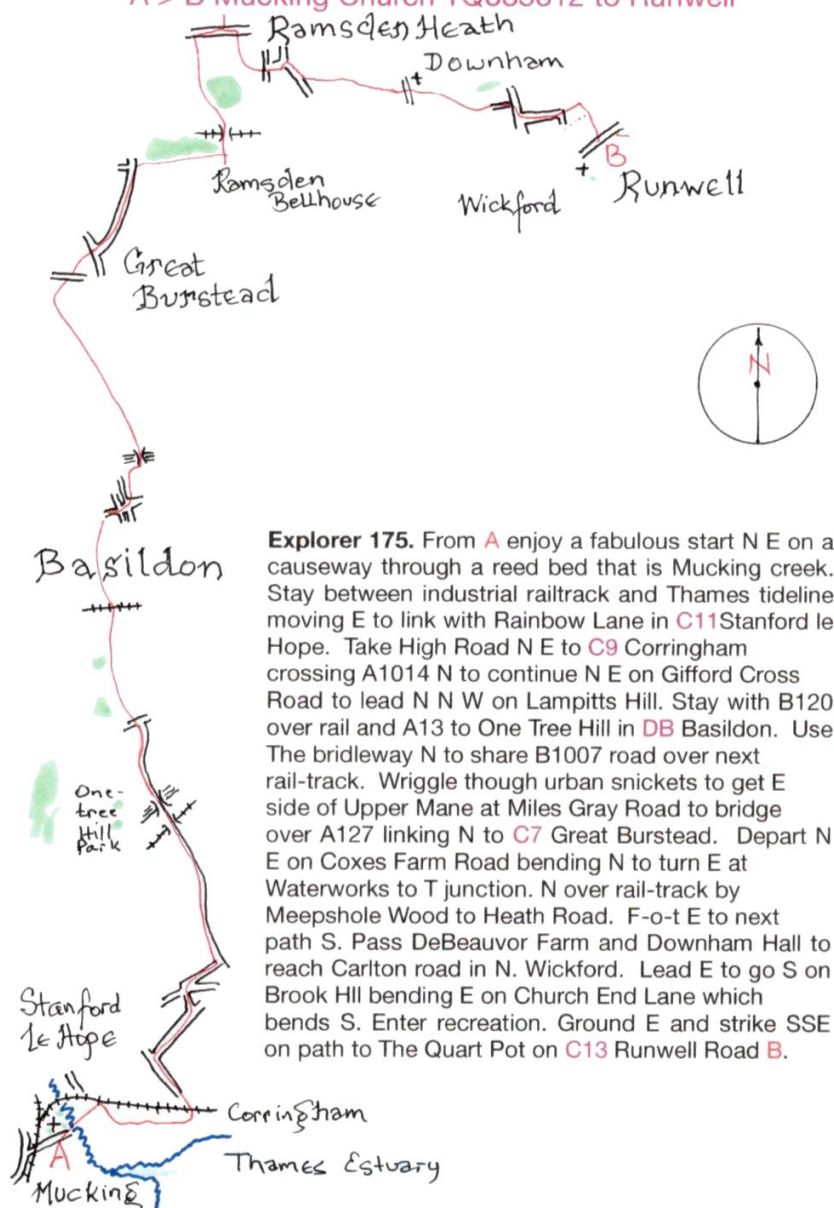 A > B Mucking Church TQ685812 to Runwell
Ramsden Heath
Downham
B
Runwell
Wickford
Ramsden
Bellhouse
Great
Burstead
N
Basildon
One-
tree
Hill
Park
Explorer 175. From A enjoy a fabulous start N E on a
causeway through a reed bed that is Mucking creek.
Stay between industrial railtrack and Thames tideline
moving E to link with Rainbow Lane in C11Stanford le
Hope. Take High Road N E to C9 Corringham
crossing A1014 N to continue N E on Gifford Cross
Road to lead N N W on Lampitts Hill. Stay with B120
over rail and A13 to One Tree Hill in DB Basildon. Use
The bridleway N to share B1007 road over next
rail-track. Wriggle though urban snickets to get E
side of Upper Mane at Miles Gray Road to bridge
over A127 linking N to C7 Great Burstead. Depart N
E on Coxes Farm Road bending N to turn E at
Waterworks to T junction. N over rail-track by
Meepshole Wood to Heath Road. F-o-t E to next
path S. Pass DeBeauvor Farm and Downham Hall to
reach Carlton road in N. Wickford. Lead E to go S on
Brook HIl bending E on Church End Lane which
bends S. Enter recreation. Ground E and strike SSE
on path to The Quart Pot on C13 Runwell Road B.
Stanford
Le Hope
Corringham
A
Thames Estuary
Mucking